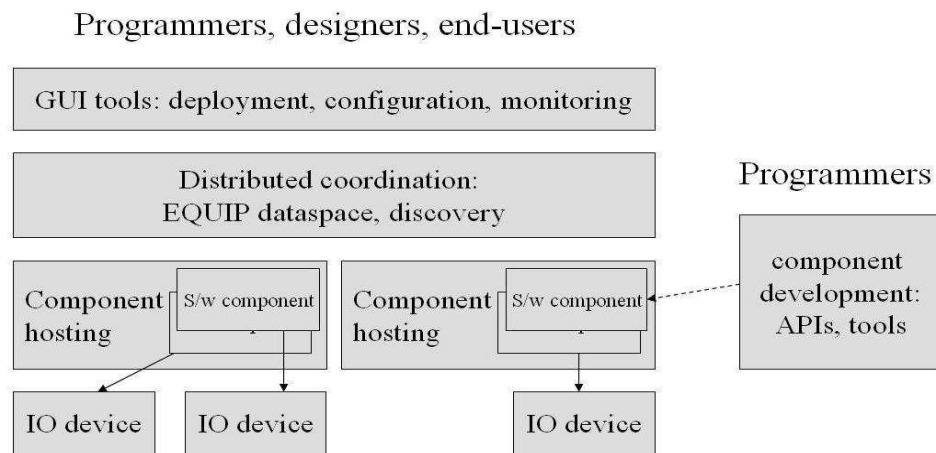 Programmers, designers, end-users
GUI tools: deployment, configuration, monitoring
Distributed coordination:
EQUIP dataspace, discovery
Programmers
Component
hosting
S/w component
Component
hosting
S/w component
component
development:
APIs, tools
IO device
IO device
IO device